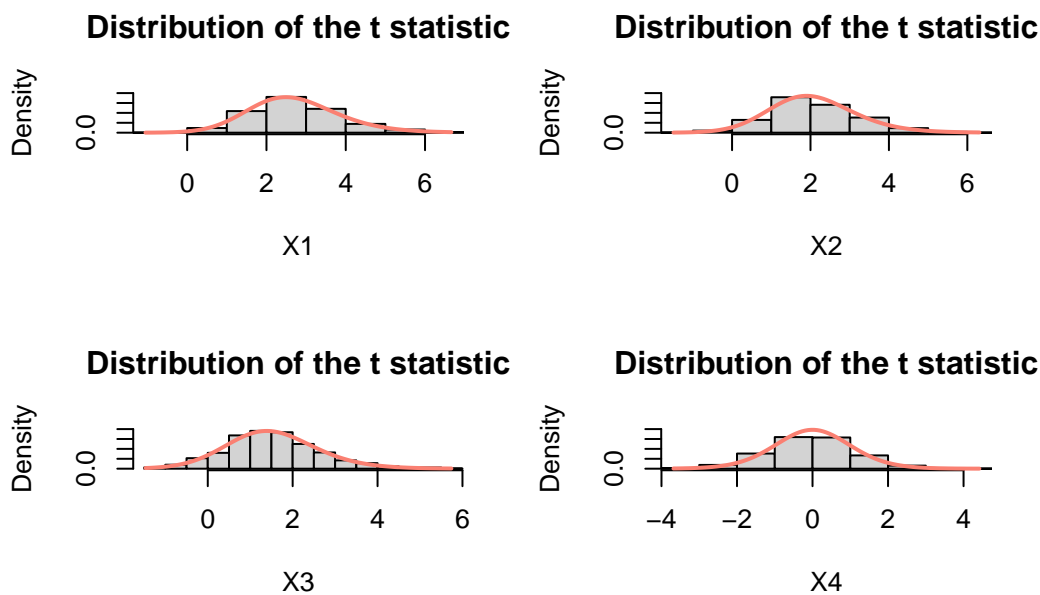 Distribution of the t statistic
Density
0.0
0 2 4 6
X1
Distribution of the t statistic
Density
0.0
0 2 4 6
X2
Distribution of the t statistic
Density
0.0
0 2 4 6
X3
Distribution of the t statistic
Density
0.0
−4 −2 0 2 4
X4